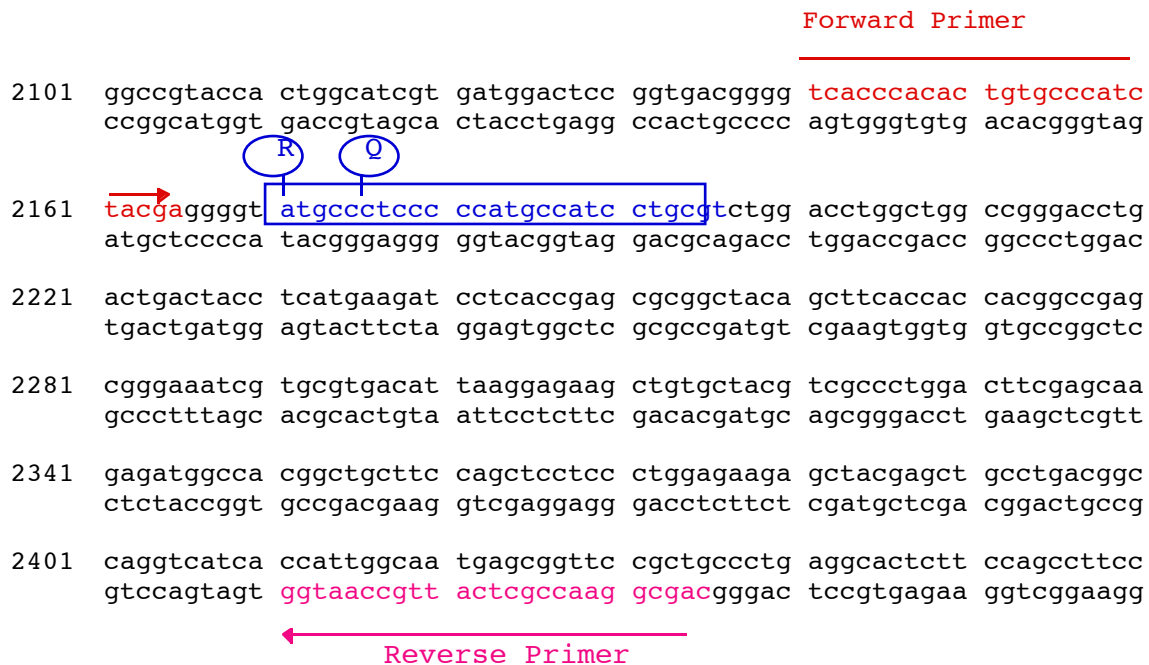 Forward Primer
2101 ggccgtacca ctggcatcgt gatggactcc ggtgacgggg tcacccacac tgtgcccatc
ccggcatggt gaccgtagca ctacctgagg ccactgcccc agtgggtgtg acacgggtag
R Q
2161 tacgaggggt atgccctccc ccatgccatc ctgcgtctgg acctggctgg ccgggacctg
atgctcccca tacgggaggg ggtacggtag gacgcagacc tggaccgacc ggccctggac
2221 actgactacc tcatgaagat cctcaccgag cgcggctaca gcttcaccac cacggccgag
tgactgatgg agtacttcta ggagtggctc gcgccgatgt cgaagtggtg gtgccggctc
2281 cgggaaatcg tgcgtgacat taaggagaag ctgtgctacg tcgccctgga cttcgagcaa
gccctttagc acgcactgta attcctcttc gacacgatgc agcgggacct gaagctcgtt
2341 gagatggcca cggctgcttc cagctcctcc ctggagaaga gctacgagct gcctgacggc
ctctaccggt gccgacgaag gtcgaggagg gacctcttct cgatgctcga cggactgccg
2401 caggtcatca ccattggcaa tgagcggttc cgctgccctg aggcactctt ccagccttcc
gtccagtagt ggtaaccgtt actcgccaag gcgacgggac tccgtgagaa ggtcggaagg
Reverse Primer